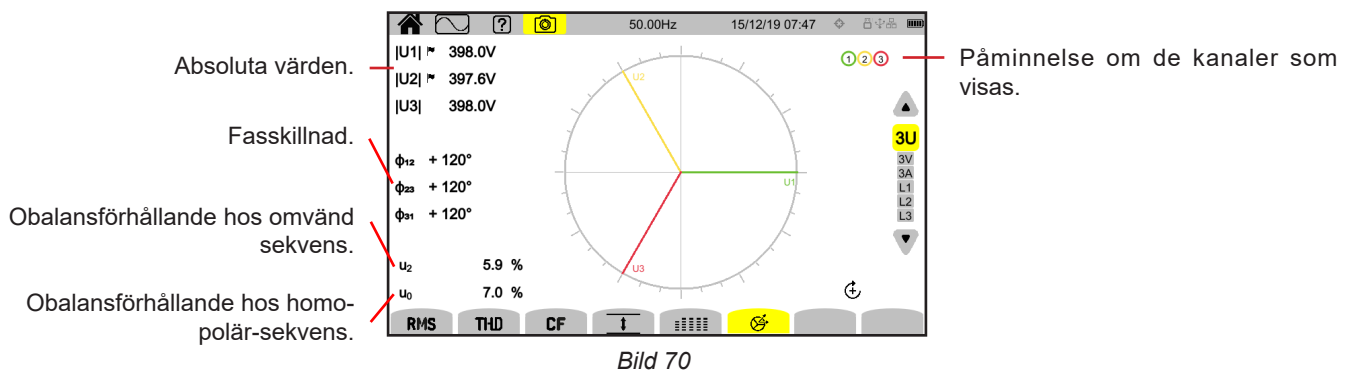 50.00Hz 15/12/19 07:47
|U1| 398.0V
|U2| 397.6V
|U3| 398.0V
ϕ₁₂ + 120°
ϕ₂₃ + 120°
ϕ₃₁ + 120°
u₂ 5.9 %
u₀ 7.0 %
U2
U1
U3
1 2 3
3U
3V
3A
L1
L2
L3
RMS THD CF
Absoluta värden.
Fasskillnad.
Obalansförhållande hos omvänd
sekvens.
Obalansförhållande hos homo-
polär-sekvens.
Påminnelse om de kanaler som
visas.
Bild 70